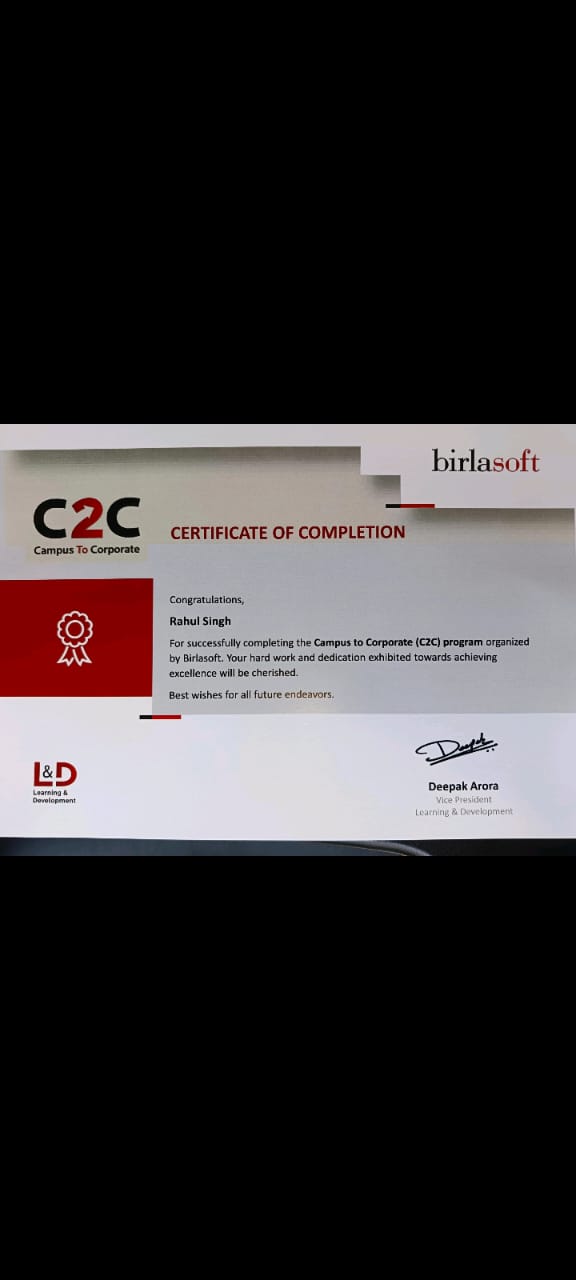 birlasoft
C2C
Campus To Corporate
CERTIFICATE OF COMPLETION
Congratulations,
Rahul Singh
For successfully completing the Campus to Corporate (C2C) program organized
by Birlasoft. Your hard work and dedication exhibited towards achieving
excellence will be cherished.
Best wishes for all future endeavors.
L&D
Learning &
Development
Deepak
Deepak Arora
Vice President
Learning & Development